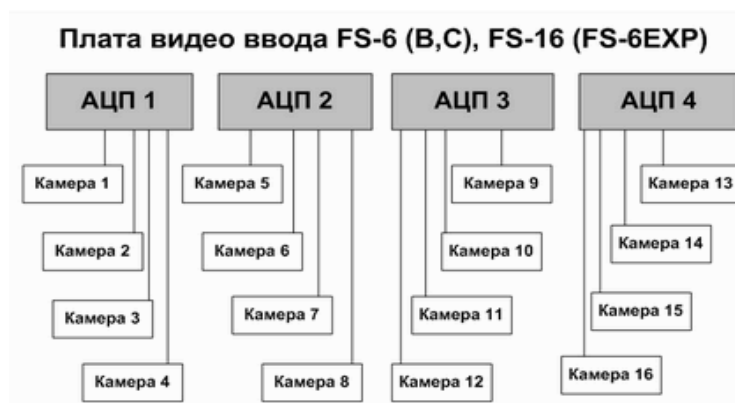 Плата видео ввода FS-6 (B,C), FS-16 (FS-6EXP)
АЦП 1
АЦП 2
АЦП 3
АЦП 4
Камера 1
Камера 5
Камера 9
Камера 13
Камера 2
Камера 6
Камера 10
Камера 14
Камера 3
Камера 7
Камера 11
Камера 15
Камера 4
Камера 8
Камера 12
Камера 16